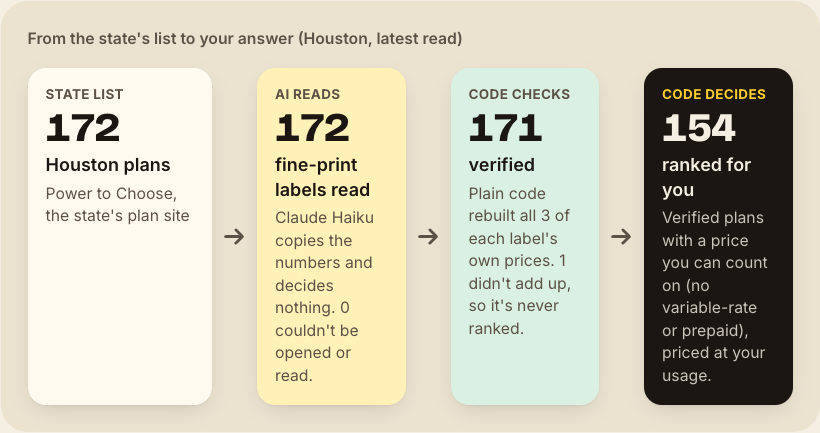 From the state's list to your answer (Houston, latest read)
STATE LIST
172
Houston plans
Power to Choose,
the state's plan site
→
AI READS
172
fine-print
labels read
Claude Haiku
copies the
numbers and
decides
nothing. 0
couldn't be
opened or
read.
→
CODE CHECKS
171
verified
Plain code
rebuilt all 3 of
each label's
own prices. 1
didn't add up,
so it's never
ranked.
→
CODE DECIDES
154
ranked for
you
Verified plans
with a price
you can count
on (no
variable-rate
or prepaid),
priced at your
usage.